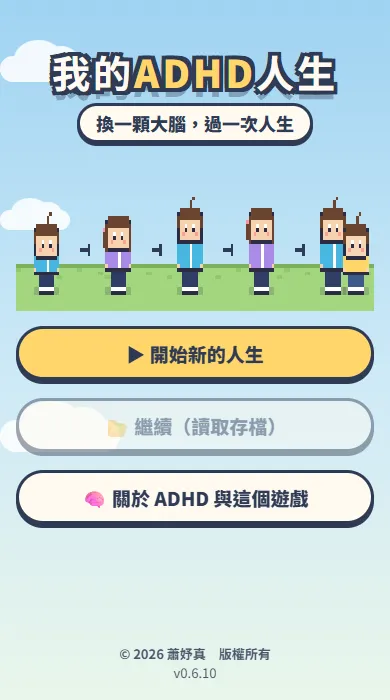 我的ADHD人生
換一顆大腦，過一次人生
▶ 開始新的人生
繼續（讀取存檔）
關於 ADHD 與這個遊戲
© 2026 蕭妤真　版權所有
v0.6.10